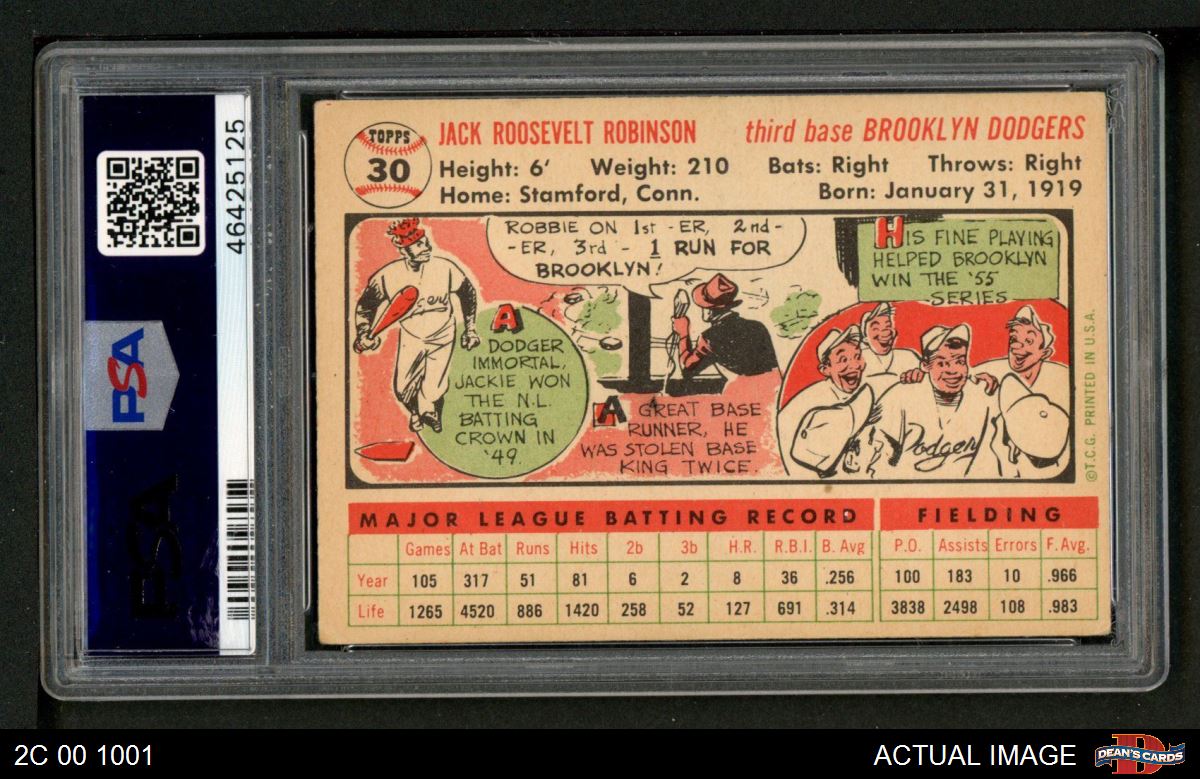 PSA
46425125
PSA
TOPPS
30
JACK ROOSEVELT ROBINSON third base BROOKLYN DODGERS
Height: 6' Weight: 210 Bats: Right Throws: Right
Home: Stamford, Conn. Born: January 31, 1919
ROBBIE ON 1st -ER, 2nd-
-ER, 3rd - 1 RUN FOR
BROOKLYN!
HIS FINE PLAYING
HELPED BROOKLYN
WIN THE '55
SERIES
A
DODGER
IMMORTAL,
JACKIE WON
THE N.L.
BATTING
CROWN IN
'49.
A GREAT BASE
RUNNER, HE
WAS STOLEN BASE
KING TWICE.
Dodgers
©T.C.G. PRINTED IN U.S.A.
MAJOR LEAGUE BATTING RECORD FIELDING
Games At Bat Runs Hits 2b 3b H.R. R.B.I. B. Avg P.O. Assists Errors F. Avg.
Year 105 317 51 81 6 2 8 36 .256 100 183 10 .966
Life 1265 4520 886 1420 258 52 127 691 .314 3838 2498 108 .983
2C 00 1001
ACTUAL IMAGE
D
DEAN'S CARDS